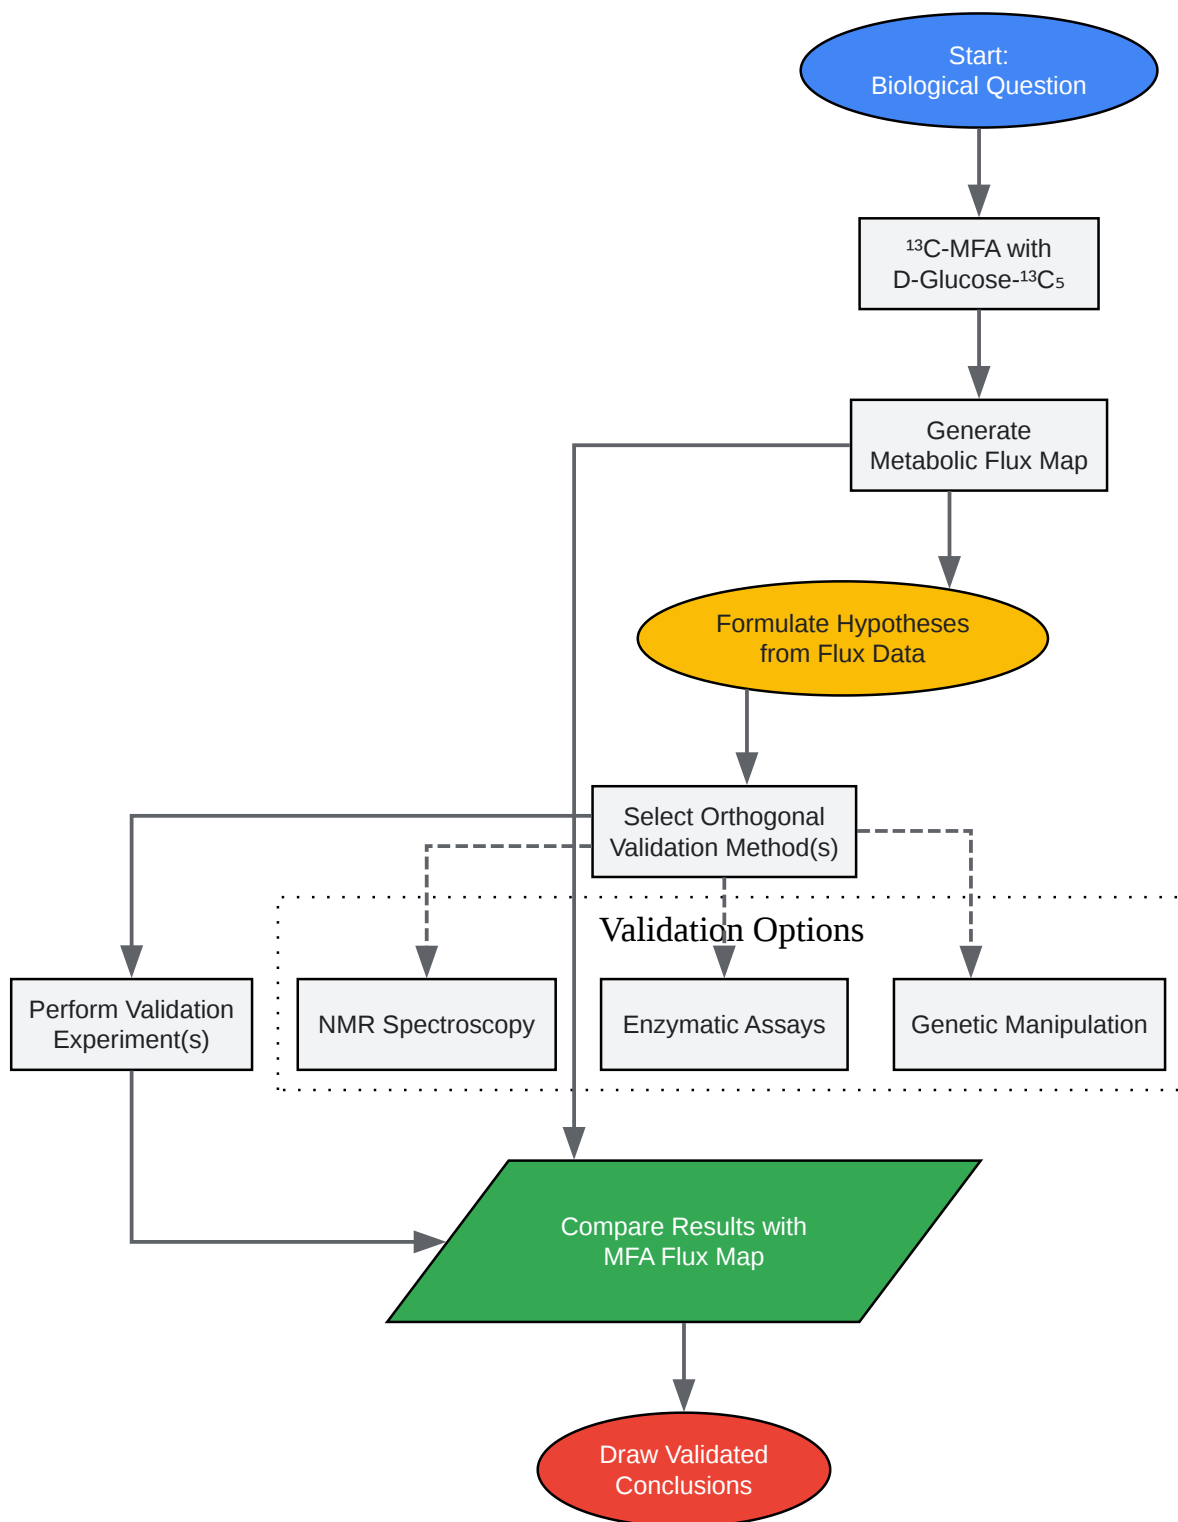 Start:
Biological Question
¹³C-MFA with
D-Glucose-¹³C₅
Generate
Metabolic Flux Map
Formulate Hypotheses
from Flux Data
Select Orthogonal
Validation Method(s)
Validation Options
Perform Validation
Experiment(s)
NMR Spectroscopy
Enzymatic Assays
Genetic Manipulation
Compare Results with
MFA Flux Map
Draw Validated
Conclusions